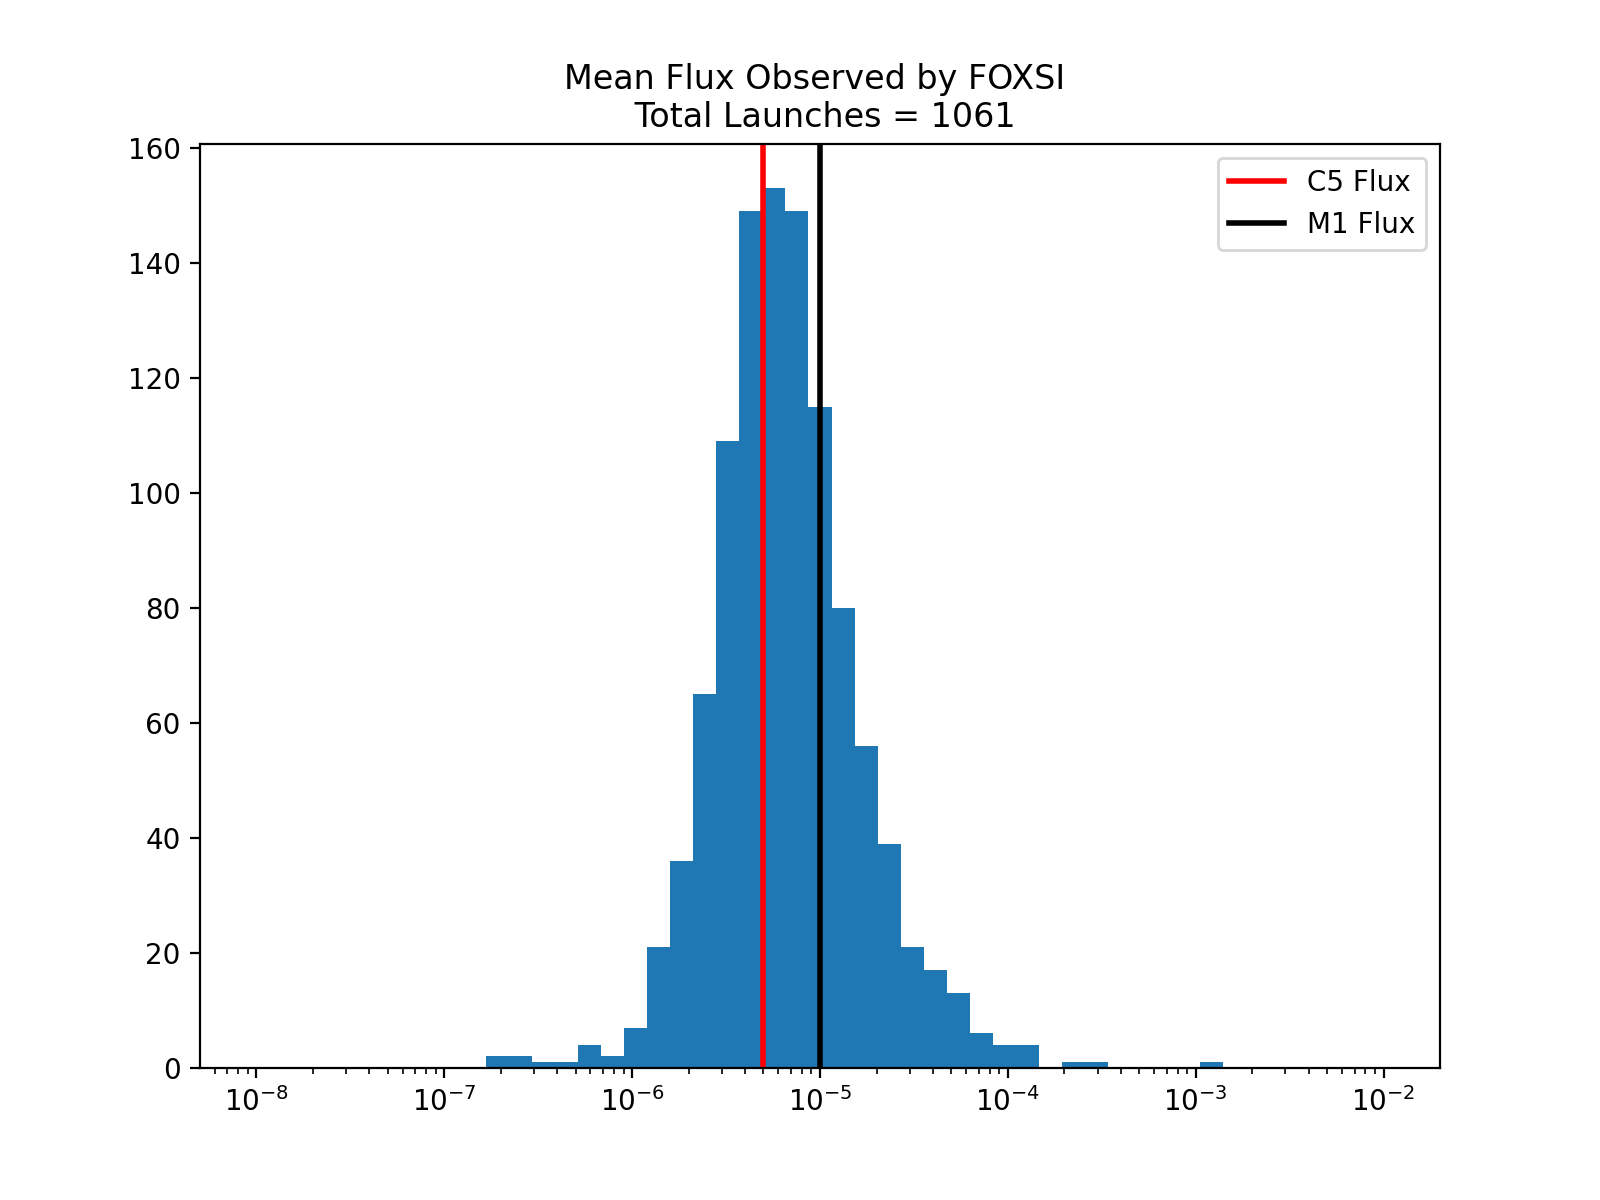 Mean Flux Observed by FOXSI
Total Launches = 1061
C5 Flux
M1 Flux
160
140
120
100
80
60
40
20
0
10⁻⁸ 10⁻⁷ 10⁻⁶ 10⁻⁵ 10⁻⁴ 10⁻³ 10⁻²